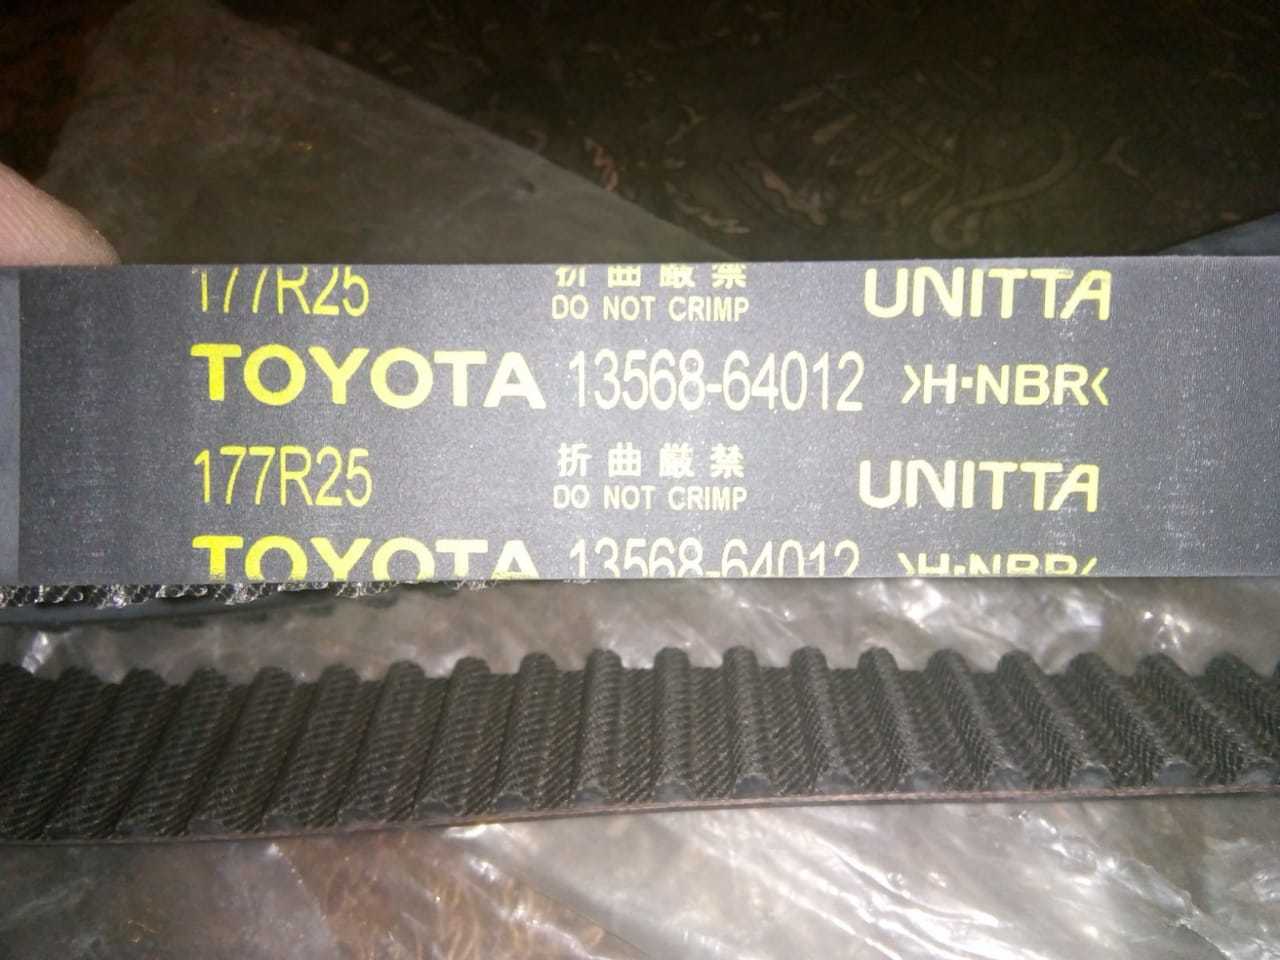 177R25 折曲厳禁 UNITTA
DO NOT CRIMP
TOYOTA 13568-64012 >H-NBR<
177R25 折曲厳禁 UNITTA
DO NOT CRIMP
TOYOTA 13568-64012 >H-NBR<